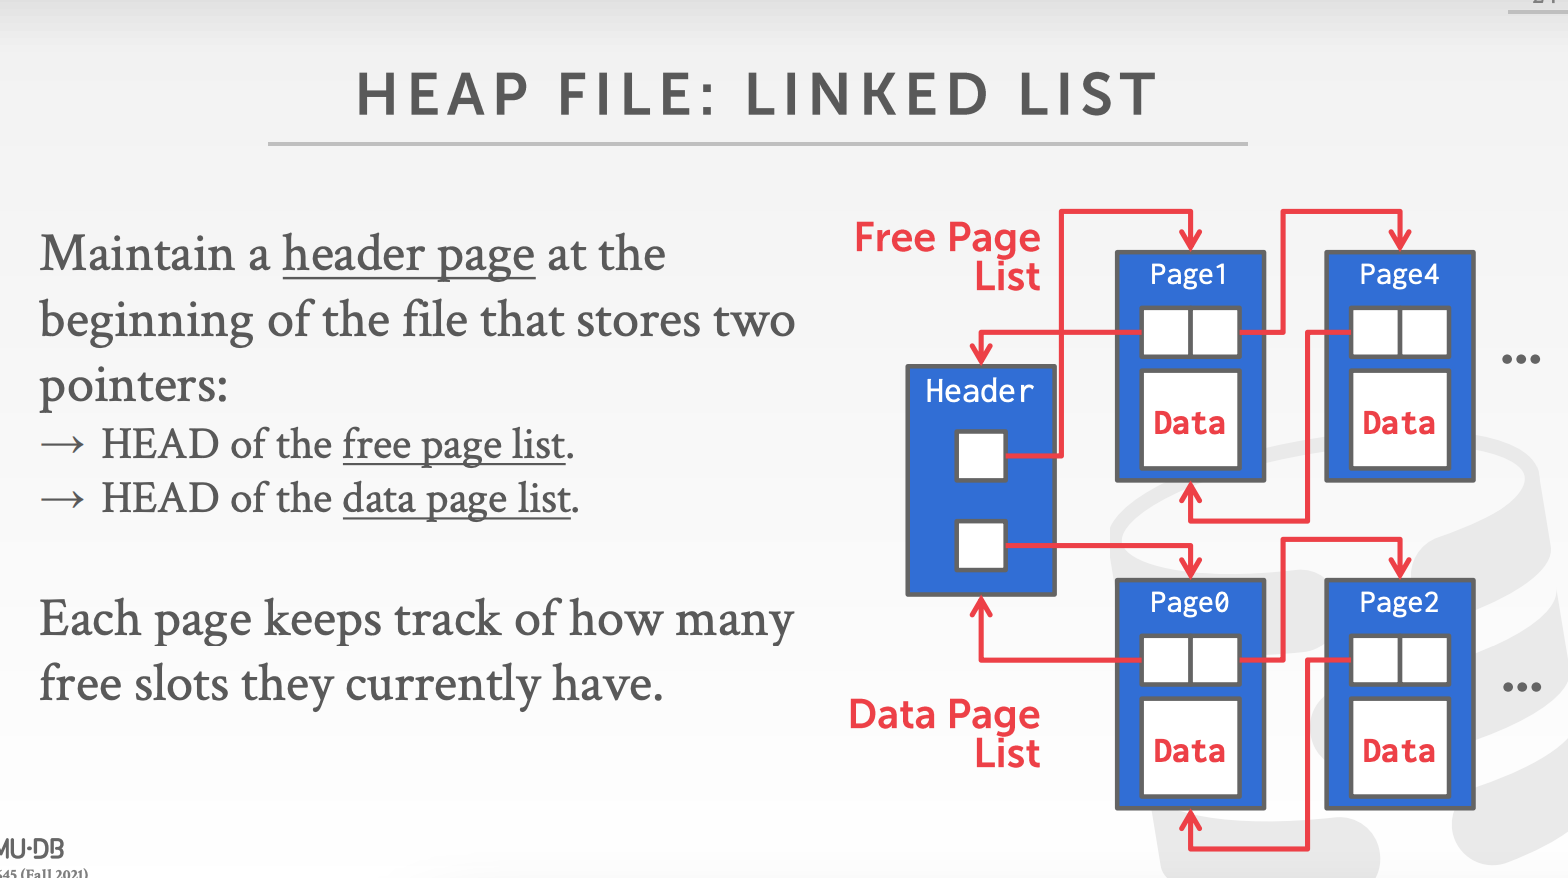 HEAP FILE: LINKED LIST
Maintain a header page at the
beginning of the file that stores two
pointers:
→ HEAD of the free page list.
→ HEAD of the data page list.
Each page keeps track of how many
free slots they currently have.
Free Page
List
Header
Page1
Data
Page4
Data
...
Data Page
List
Page0
Data
Page2
Data
...
MU·DB
645 (Fall 2021)